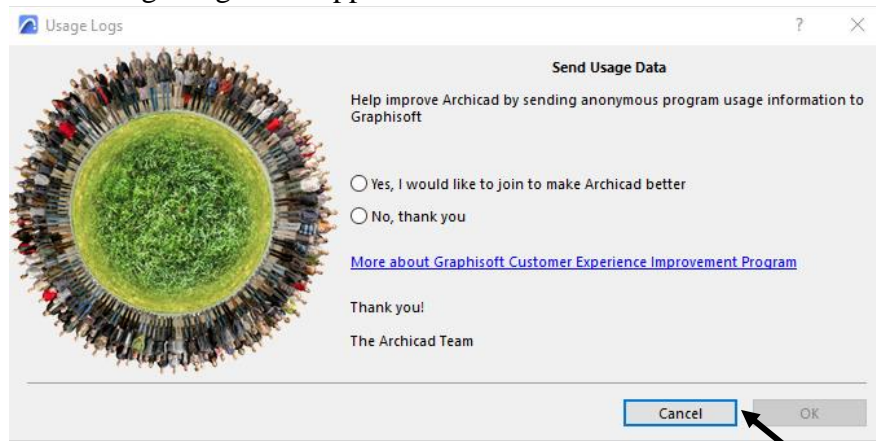 Usage Logs ?
Send Usage Data
Help improve Archicad by sending anonymous program usage information to
Graphisoft
Yes, I would like to join to make Archicad better
No, thank you
More about Graphisoft Customer Experience Improvement Program
Thank you!
The Archicad Team
Cancel OK